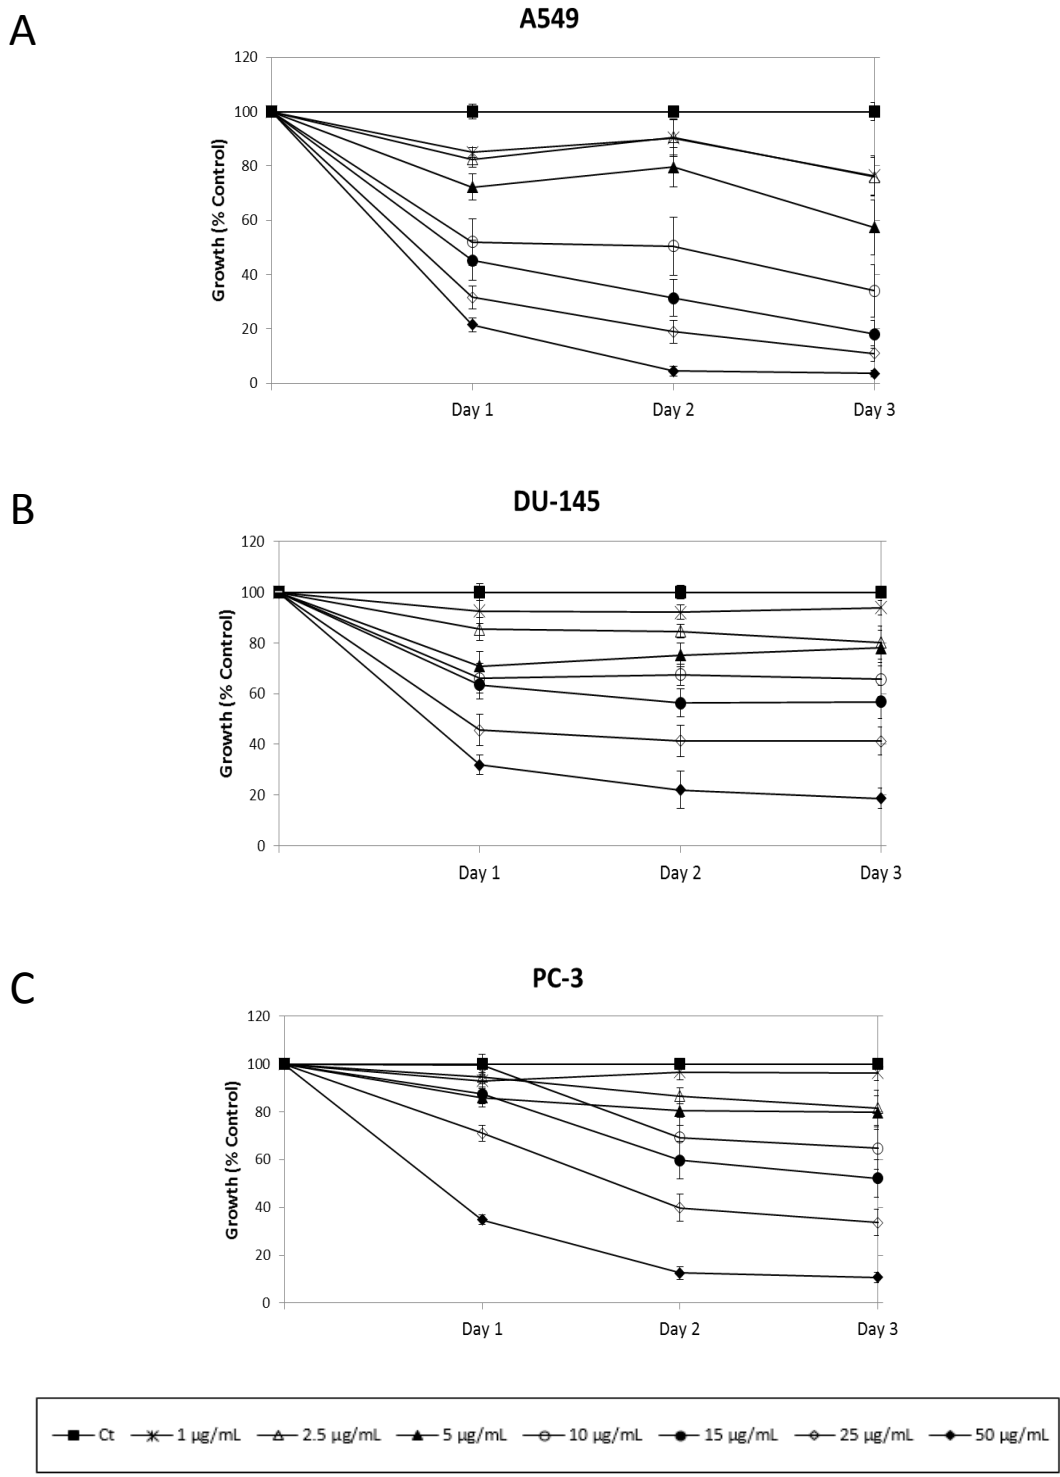 A
A549
120
100
80
60
40
20
0
Growth (% Control)
Day 1 Day 2 Day 3
B
DU-145
120
100
80
60
40
20
0
Growth (% Control)
Day 1 Day 2 Day 3
C
PC-3
120
100
80
60
40
20
0
Growth (% Control)
Day 1 Day 2 Day 3
Ct 1 µg/mL 2.5 µg/mL 5 µg/mL 10 µg/mL 15 µg/mL 25 µg/mL 50 µg/mL